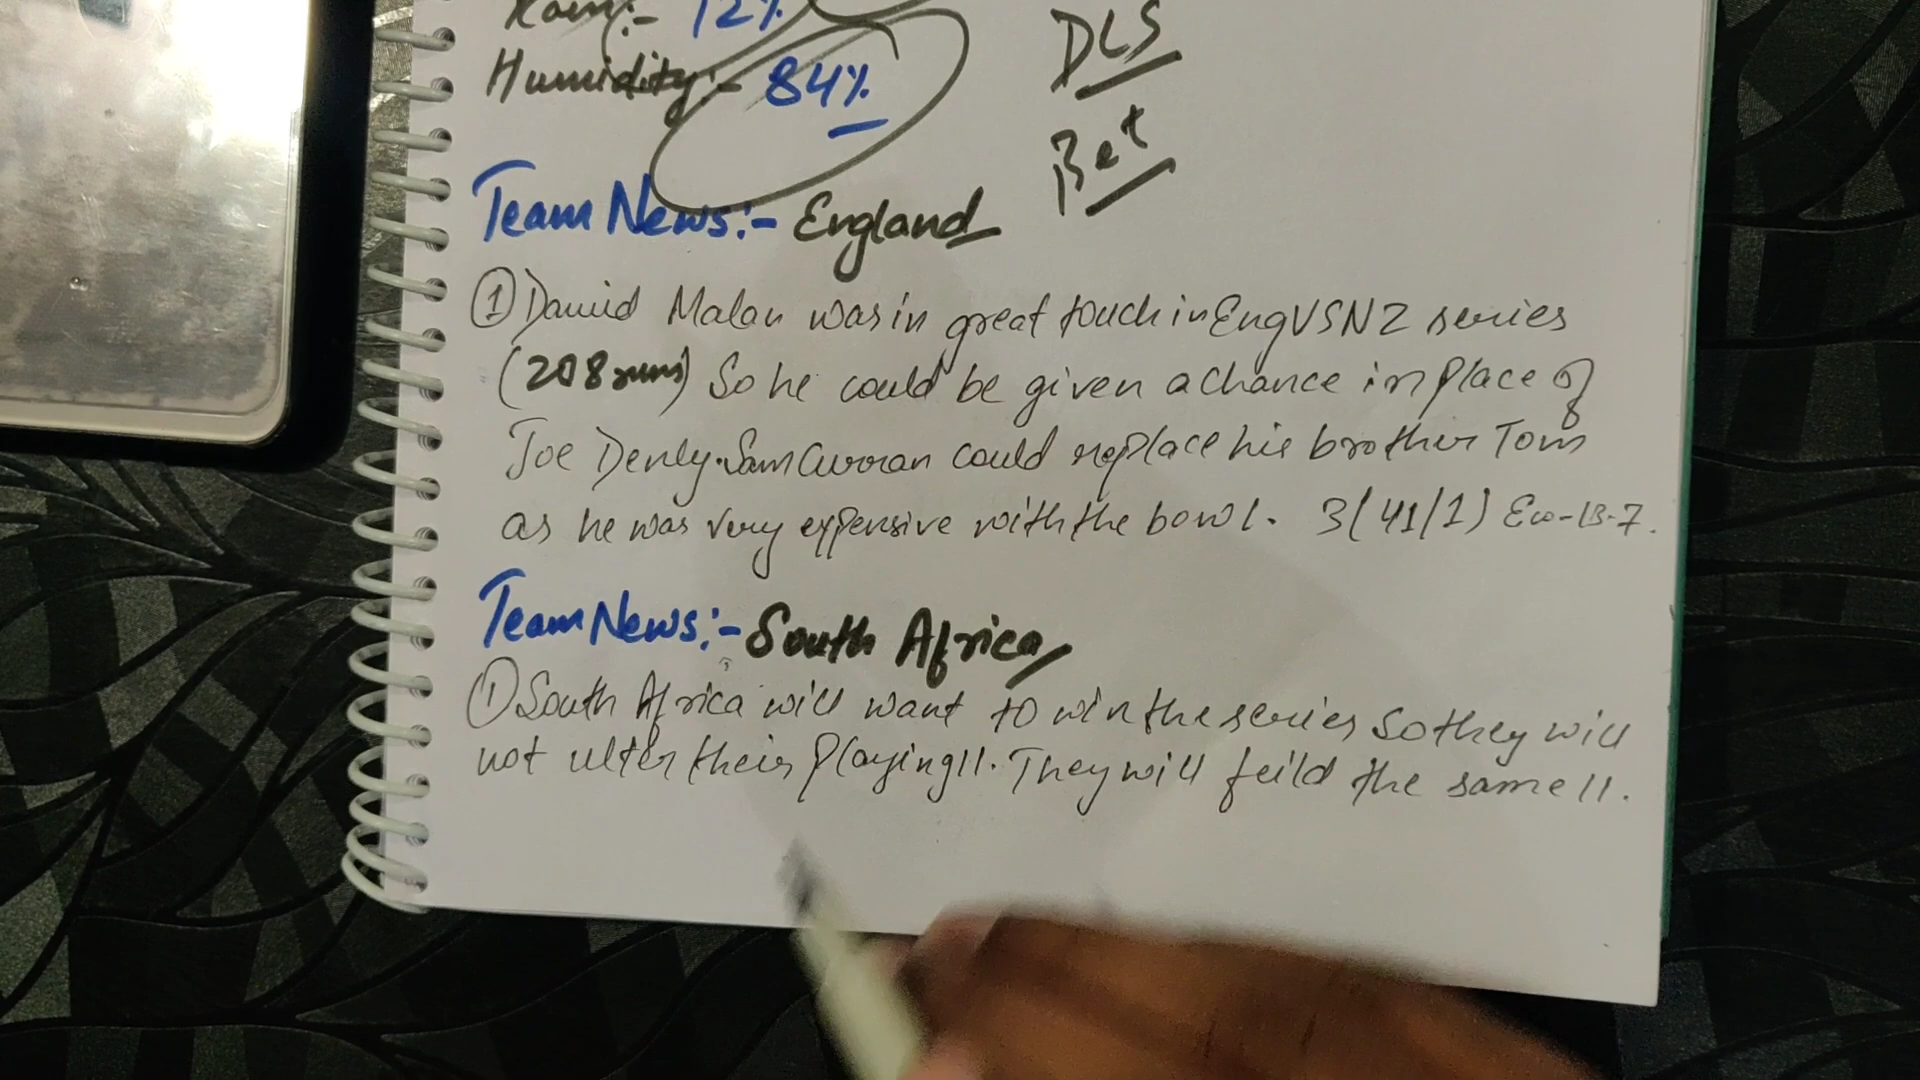 Rain:- 12%
Humidity:- 84%
DLS
Bet
Team News:- England
① Dawid Malan was in great touch in Eng VS NZ series
(208 runs) So he could be given a chance in place of
Joe Denly. Sam Curran could replace his brother Tom
as he was very expensive with the bowl. 3(41/1) Eco-13.7.
Team News:- South Africa
① South Africa will want to win the series So they will
not ulter their playing 11. They will feild the same 11.